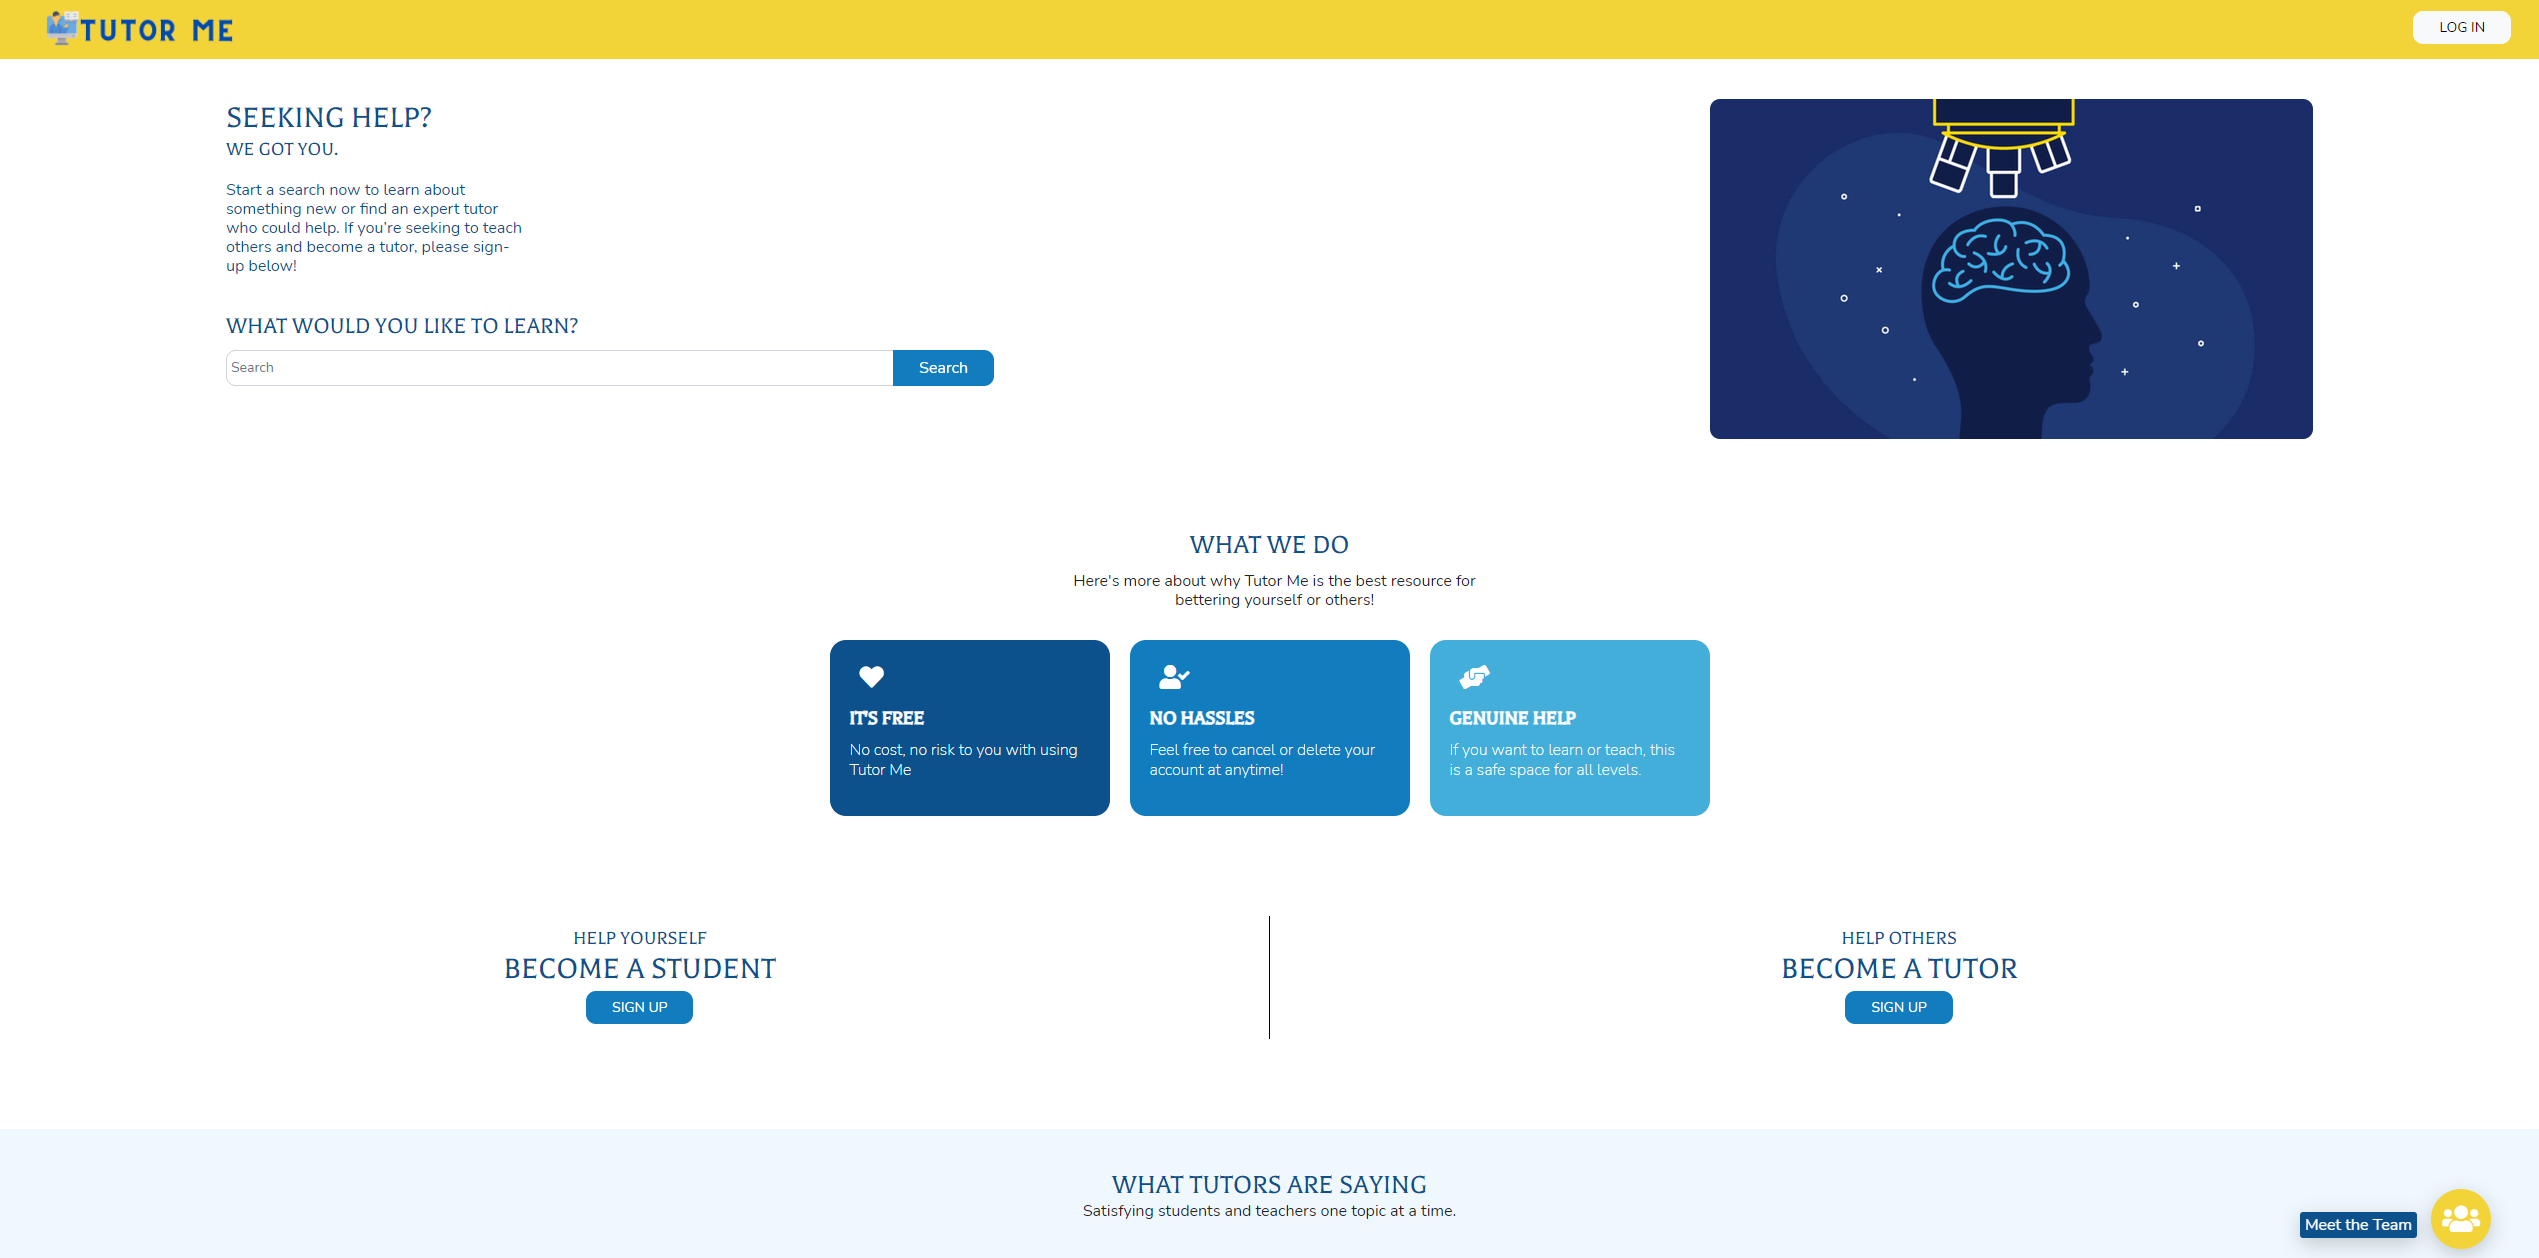 TUTOR ME
LOG IN
SEEKING HELP?
WE GOT YOU.
Start a search now to learn about
something new or find an expert tutor
who could help. If you're seeking to teach
others and become a tutor, please sign-
up below!
WHAT WOULD YOU LIKE TO LEARN?
Search
Search
WHAT WE DO
Here's more about why Tutor Me is the best resource for
bettering yourself or others!
IT'S FREE
No cost, no risk to you with using
Tutor Me
NO HASSLES
Feel free to cancel or delete your
account at anytime!
GENUINE HELP
If you want to learn or teach, this
is a safe space for all levels.
HELP YOURSELF
BECOME A STUDENT
SIGN UP
HELP OTHERS
BECOME A TUTOR
SIGN UP
WHAT TUTORS ARE SAYING
Satisfying students and teachers one topic at a time.
Meet the Team